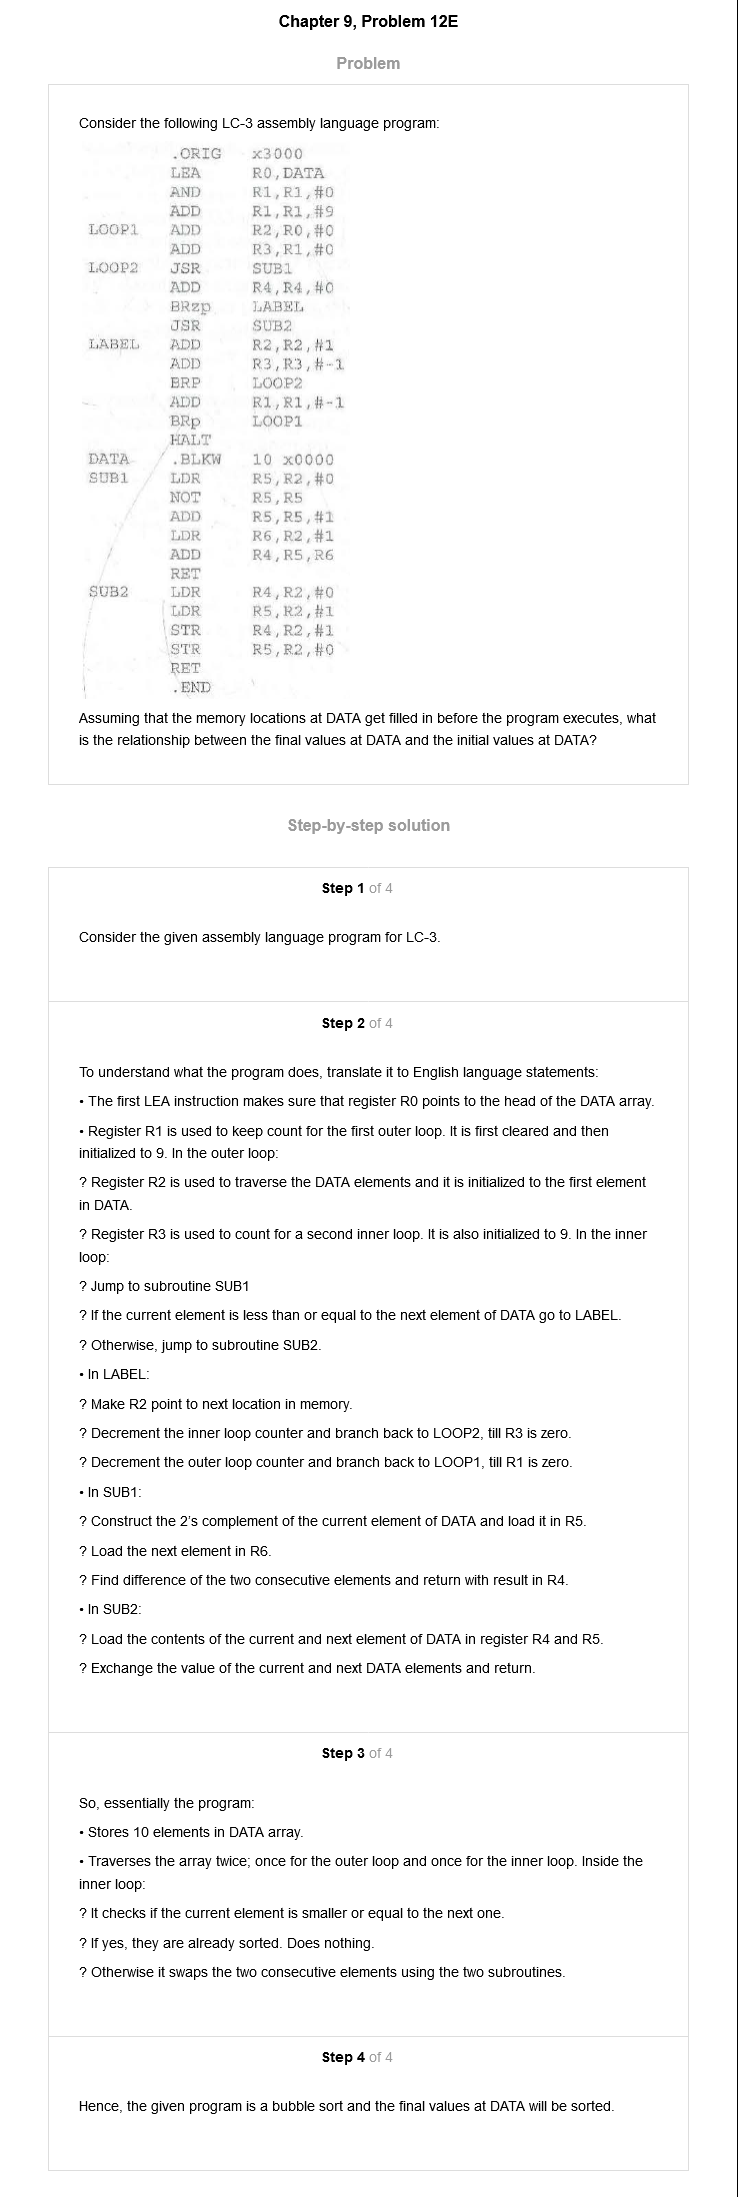 Chapter 9, Problem 12E
Problem
Consider the following LC-3 assembly language program:
.ORIG x3000
LEA R0,DATA
AND R1,R1,#0
ADD R1,R1,#9
LOOP1 ADD R2,R0,#0
ADD R3,R1,#0
LOOP2 JSR SUB1
ADD R4,R4,#0
BRzp LABEL
JSR SUB2
LABEL ADD R2,R2,#1
ADD R3,R3,#-1
BRP LOOP2
ADD R1,R1,#-1
BRp LOOP1
HALT
DATA .BLKW 10 x0000
SUB1 LDR R5,R2,#0
NOT R5,R5
ADD R5,R5,#1
LDR R6,R2,#1
ADD R4,R5,R6
RET
SUB2 LDR R4,R2,#0
LDR R5,R2,#1
STR R4,R2,#1
STR R5,R2,#0
RET
.END
Assuming that the memory locations at DATA get filled in before the program executes, what
is the relationship between the final values at DATA and the initial values at DATA?
Step-by-step solution
Step 1 of 4
Consider the given assembly language program for LC-3.
Step 2 of 4
To understand what the program does, translate it to English language statements:
• The first LEA instruction makes sure that register R0 points to the head of the DATA array.
• Register R1 is used to keep count for the first outer loop. It is first cleared and then
initialized to 9. In the outer loop:
? Register R2 is used to traverse the DATA elements and it is initialized to the first element
in DATA.
? Register R3 is used to count for a second inner loop. It is also initialized to 9. In the inner
loop:
? Jump to subroutine SUB1
? If the current element is less than or equal to the next element of DATA go to LABEL.
? Otherwise, jump to subroutine SUB2.
• In LABEL:
? Make R2 point to next location in memory.
? Decrement the inner loop counter and branch back to LOOP2, till R3 is zero.
? Decrement the outer loop counter and branch back to LOOP1, till R1 is zero.
• In SUB1:
? Construct the 2's complement of the current element of DATA and load it in R5.
? Load the next element in R6.
? Find difference of the two consecutive elements and return with result in R4.
• In SUB2:
? Load the contents of the current and next element of DATA in register R4 and R5.
? Exchange the value of the current and next DATA elements and return.
Step 3 of 4
So, essentially the program:
• Stores 10 elements in DATA array.
• Traverses the array twice; once for the outer loop and once for the inner loop. Inside the
inner loop:
? It checks if the current element is smaller or equal to the next one.
? If yes, they are already sorted. Does nothing.
? Otherwise it swaps the two consecutive elements using the two subroutines.
Step 4 of 4
Hence, the given program is a bubble sort and the final values at DATA will be sorted.